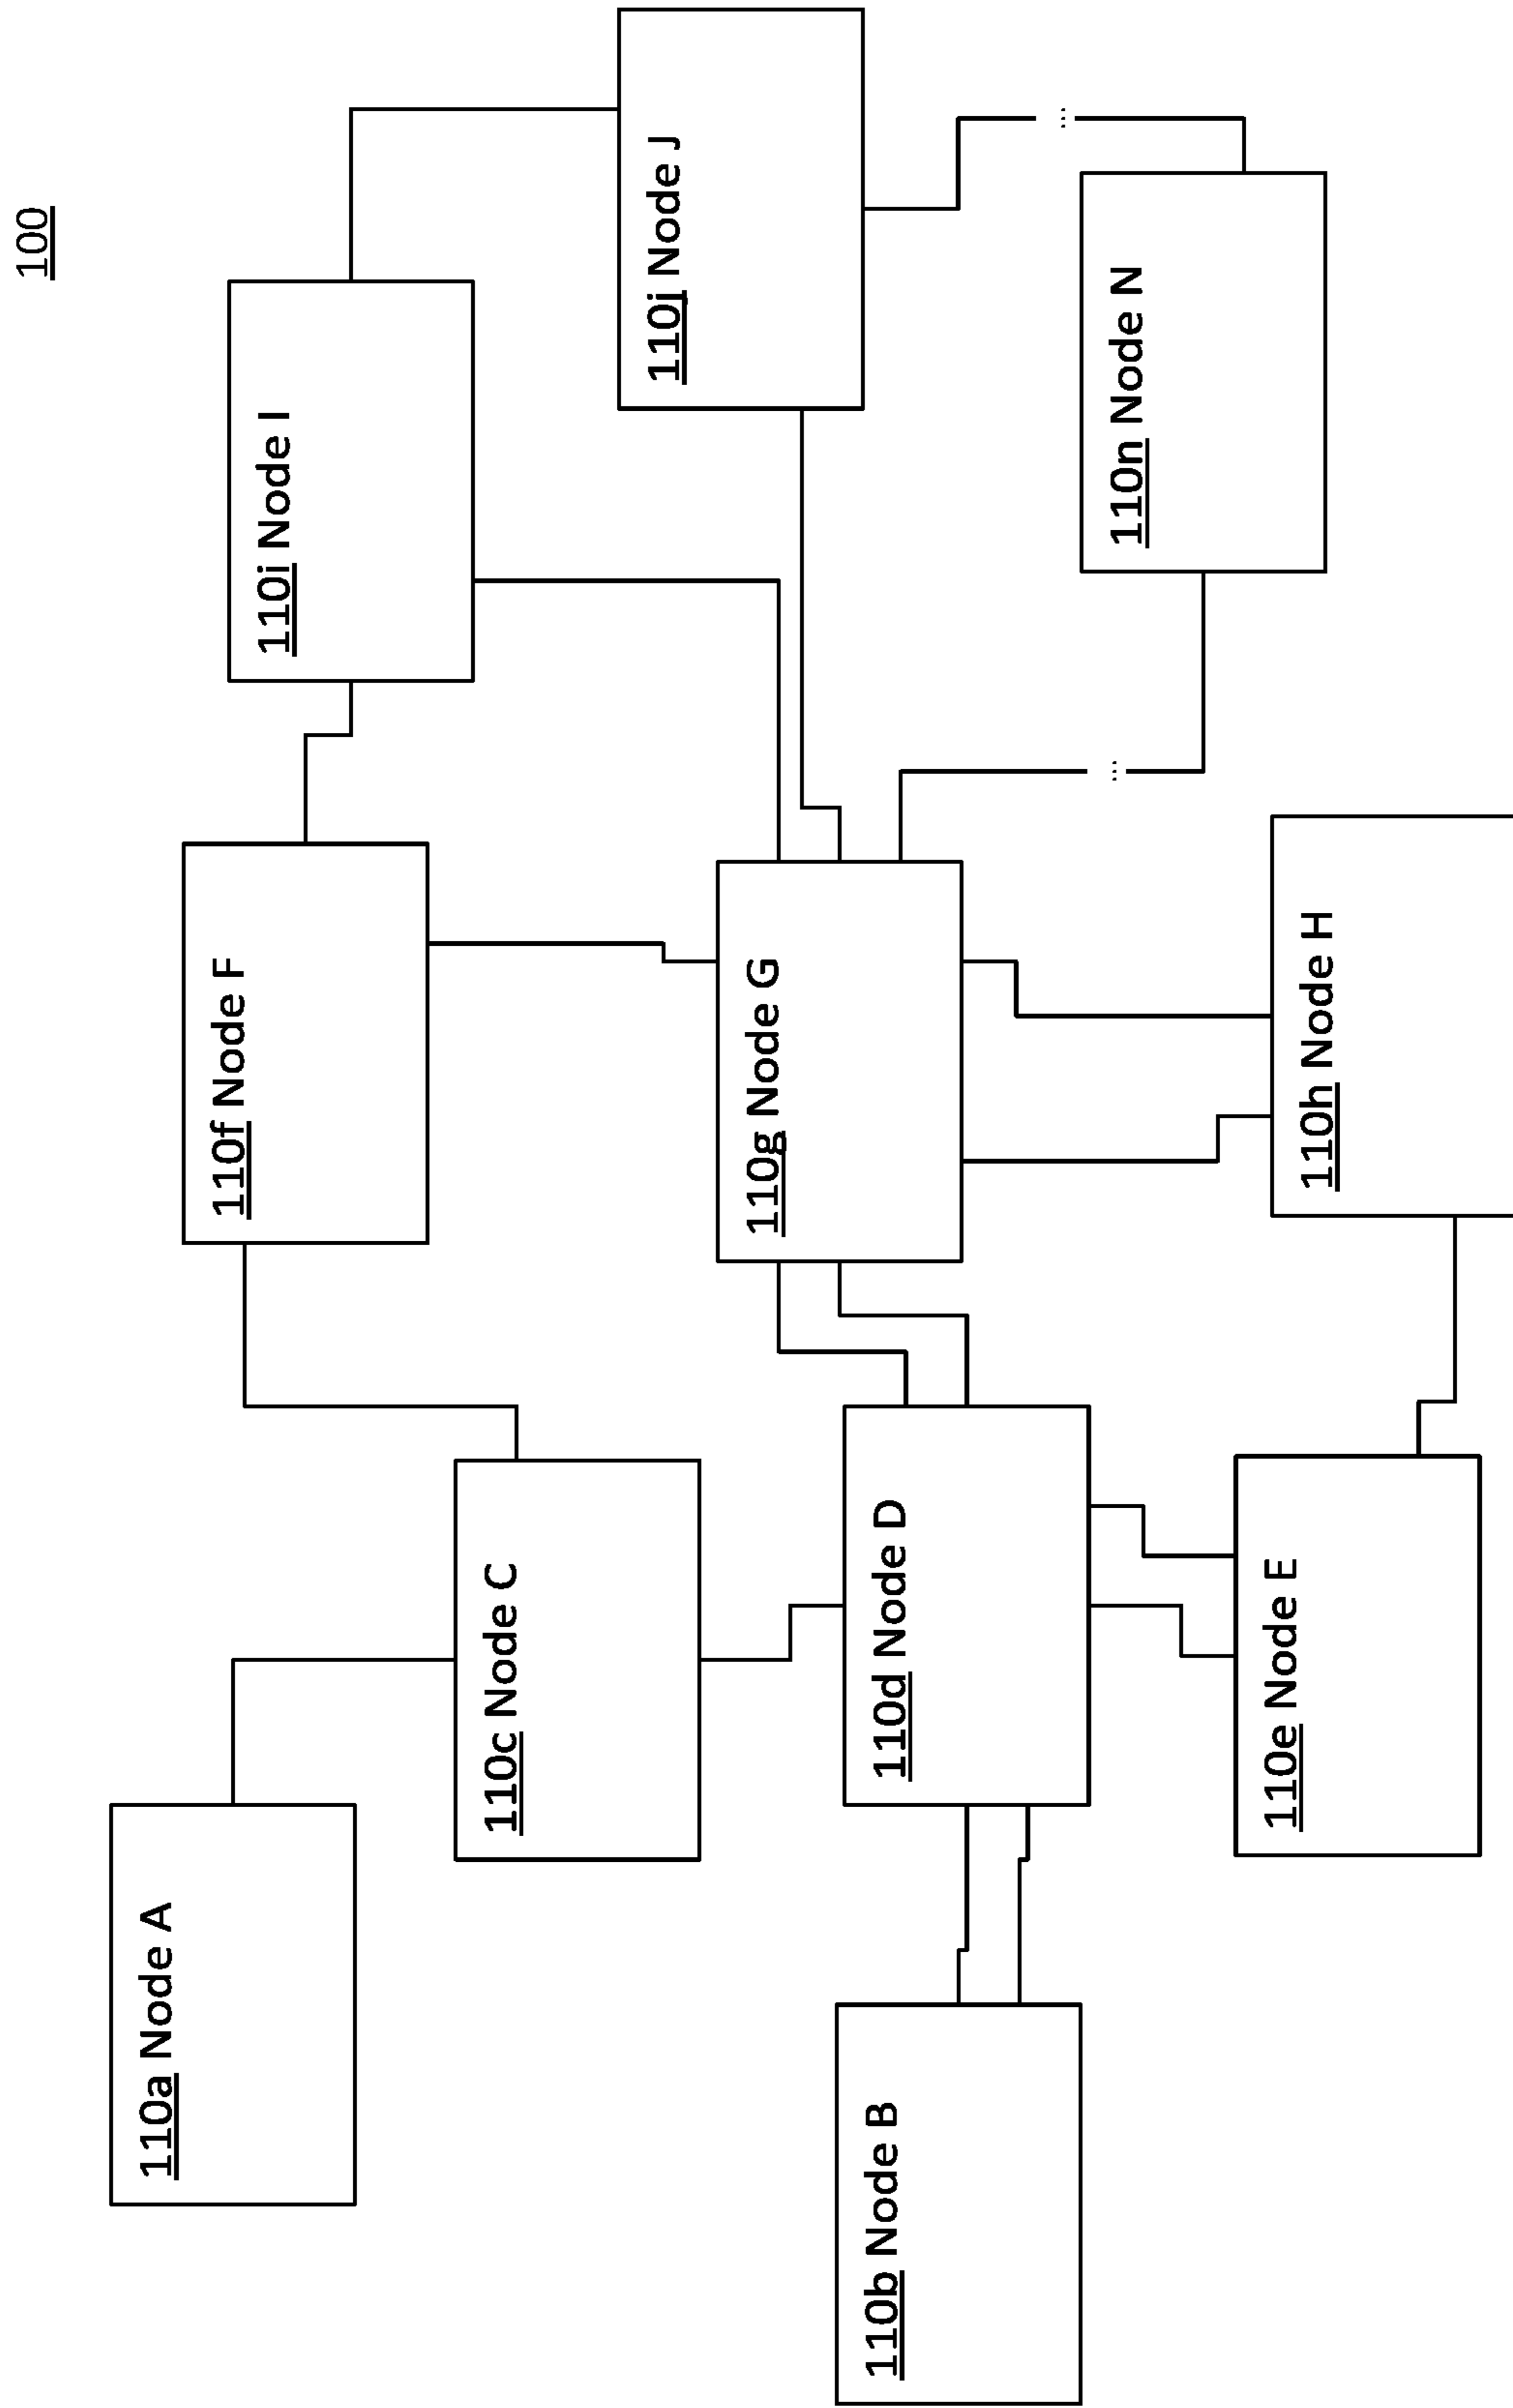 100
110a Node A
110b Node B
110c Node C
110d Node D
110e Node E
110f Node F
110g Node G
110h Node H
110i Node I
110j Node J
110n Node N
...
...